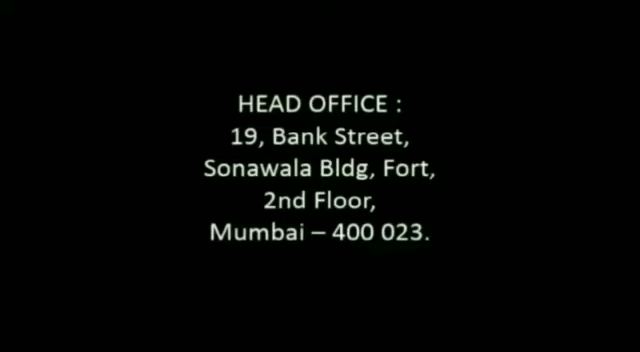 HEAD OFFICE :
19, Bank Street,
Sonawala Bldg, Fort,
2nd Floor,
Mumbai – 400 023.